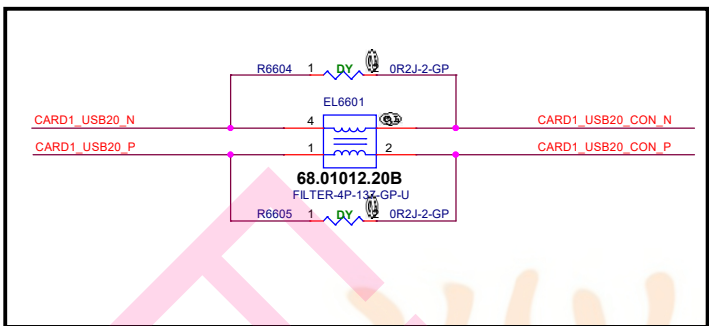 R6604 1 DY 2 0R2J-2-GP
EL6601
CARD1_USB20_N 4 CARD1_USB20_CON_N
CARD1_USB20_P 1 2 CARD1_USB20_CON_P
68.01012.20B
FILTER-4P-137-GP-U
R6605 1 DY 2 0R2J-2-GP